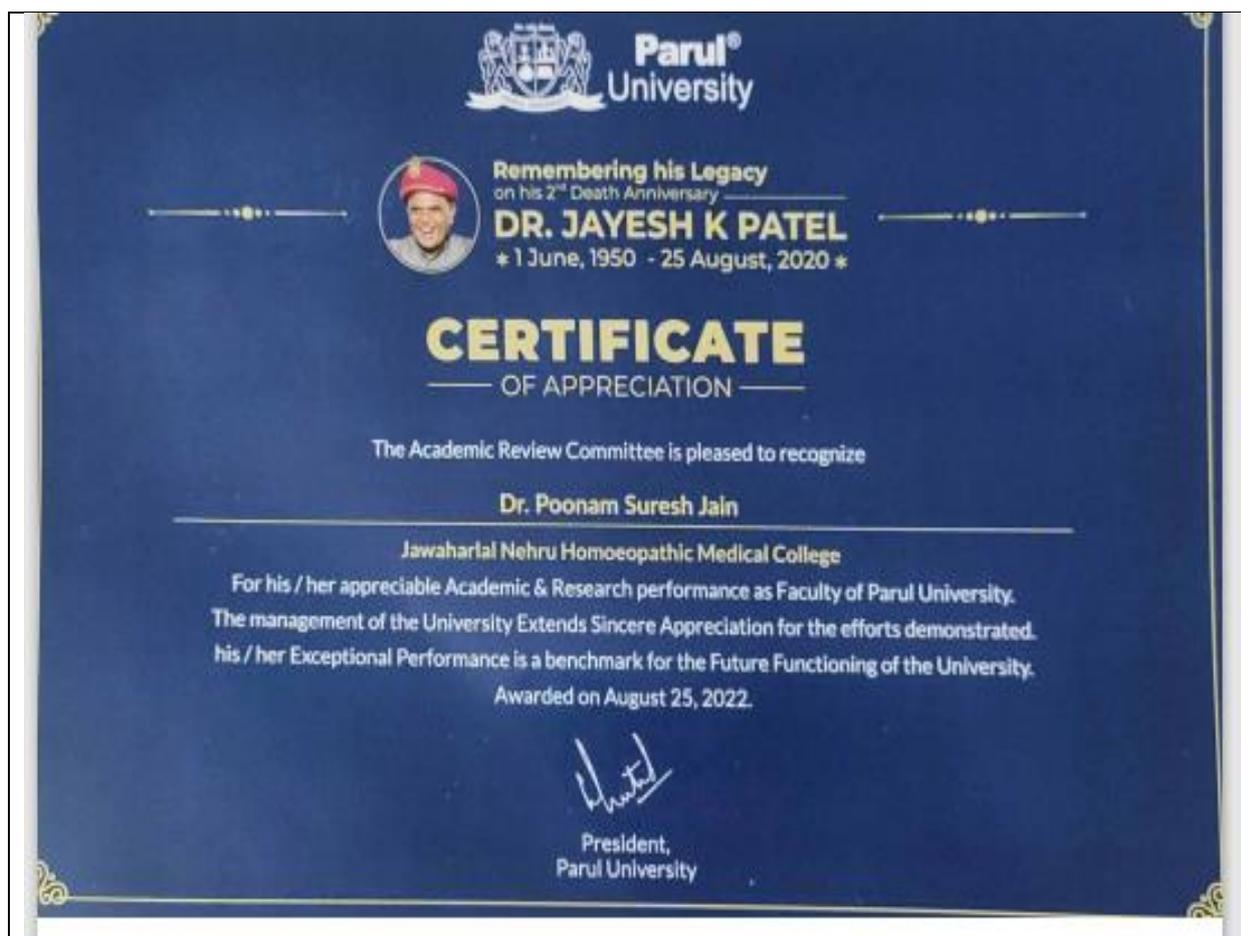 Parul®
University
Remembering his Legacy
on his 2nd Death Anniversary
DR. JAYESH K PATEL
* 1 June, 1950 - 25 August, 2020 *
CERTIFICATE
OF APPRECIATION
The Academic Review Committee is pleased to recognize
Dr. Poonam Suresh Jain
Jawaharlal Nehru Homoeopathic Medical College
For his / her appreciable Academic & Research performance as Faculty of Parul University.
The management of the University Extends Sincere Appreciation for the efforts demonstrated.
his / her Exceptional Performance is a benchmark for the Future Functioning of the University.
Awarded on August 25, 2022.
President,
Parul University